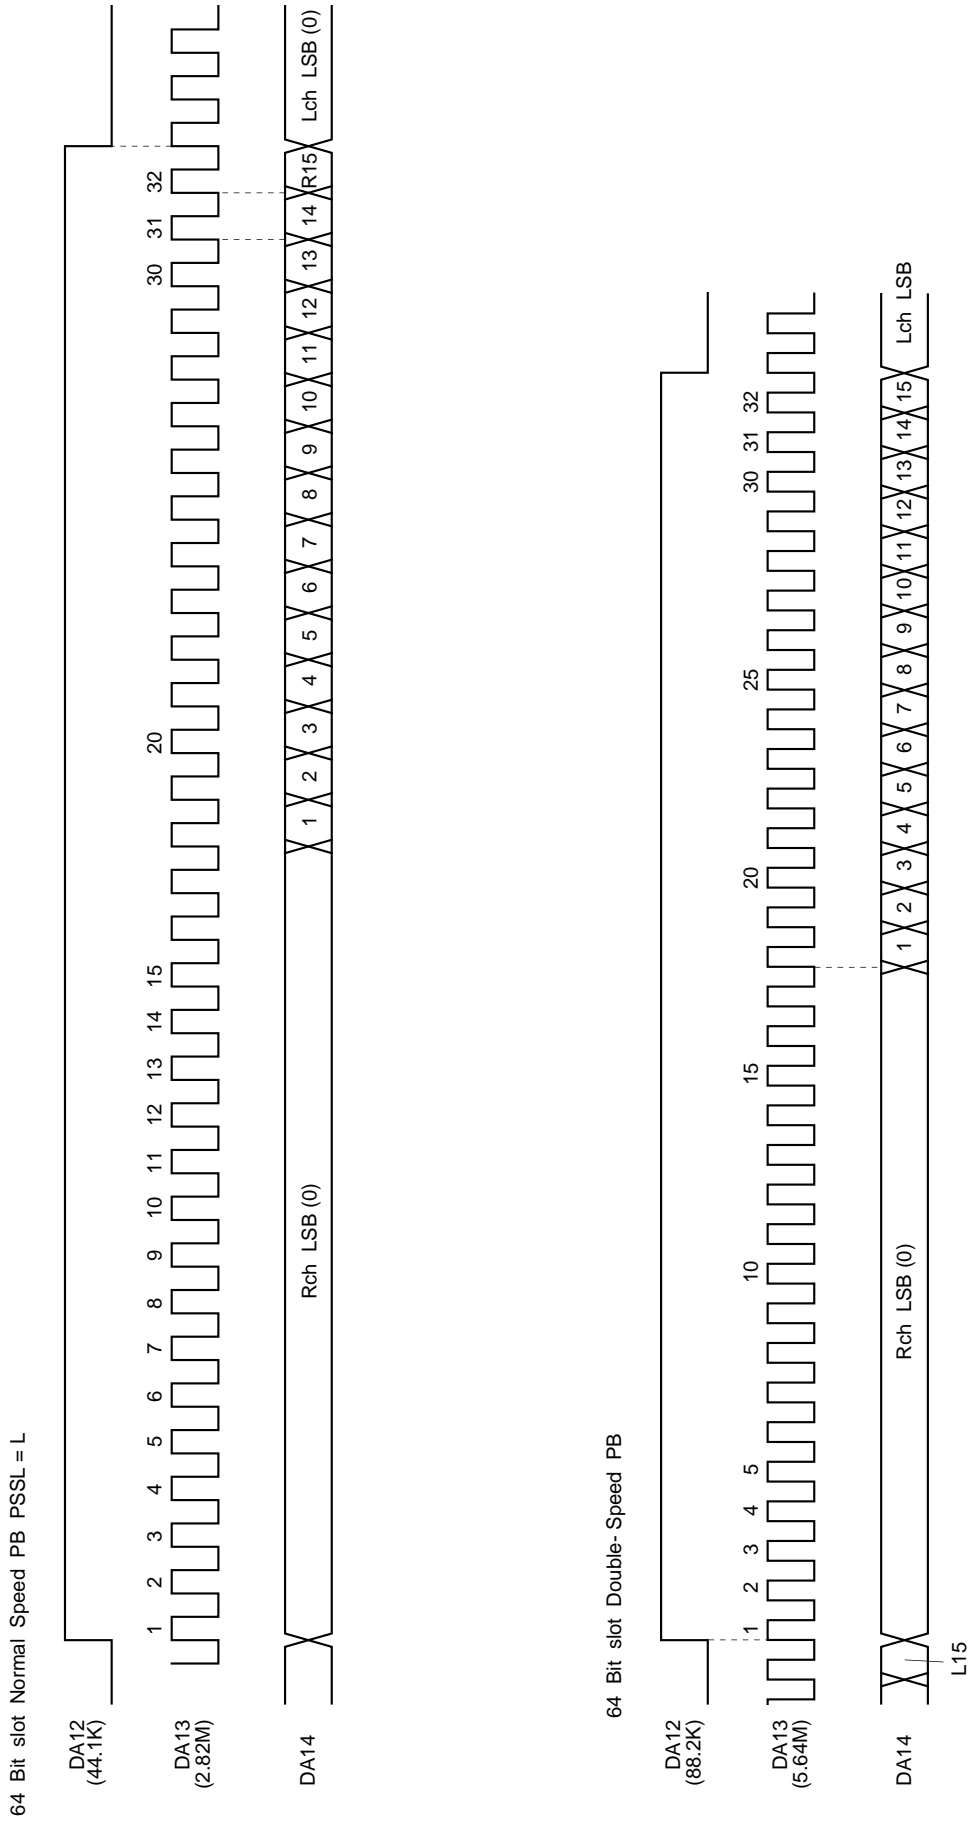 64 Bit slot Normal Speed PB PSSL = L
DA12
(44.1K)
DA13
(2.82M)
1 2 3 4 5 6 7 8 9 10 11 12 13 14 15 20 30 31 32
DA14
Rch LSB (0) 1 2 3 4 5 6 7 8 9 10 11 12 13 14 R15 Lch LSB (0)
64 Bit slot Double- Speed PB
DA12
(88.2K)
DA13
(5.64M)
1 2 3 4 5 10 15 20 25 30 31 32
DA14
L15
Rch LSB (0) 1 2 3 4 5 6 7 8 9 10 11 12 13 14 15 Lch LSB